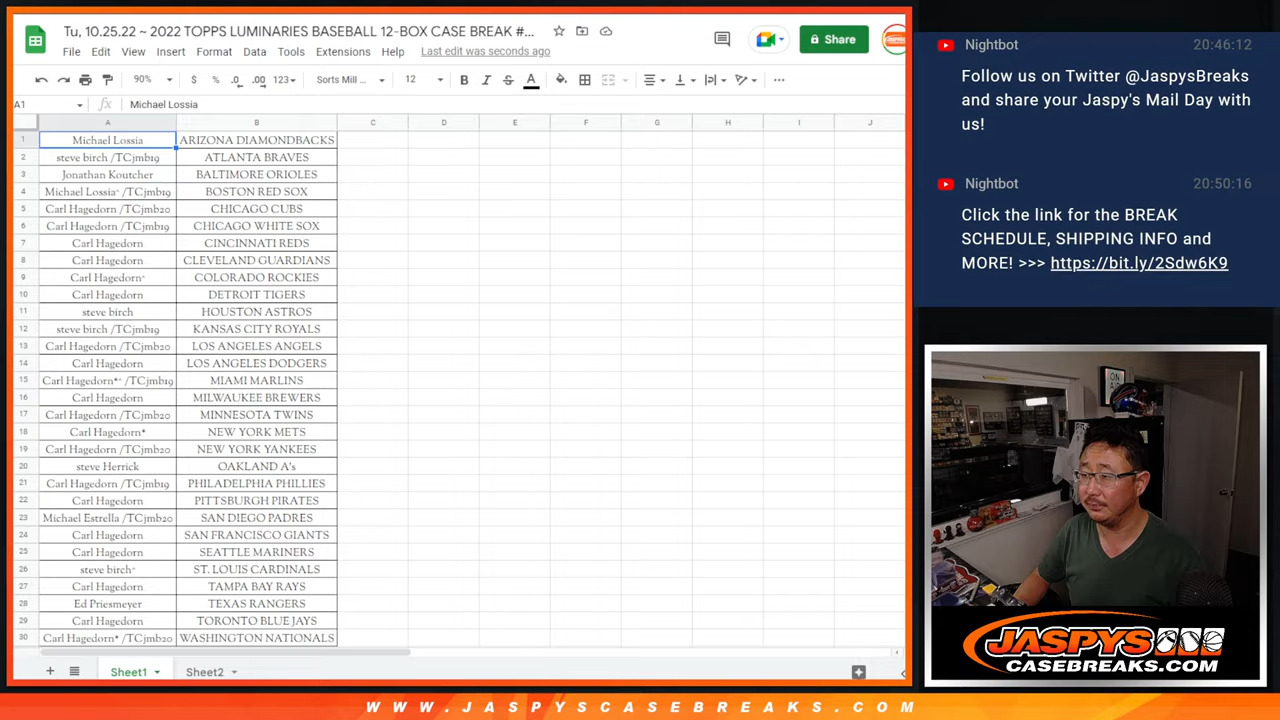 Tu, 10.25.22 ~ 2022 TOPPS LUMINARIES BASEBALL 12-BOX CASE BREAK #...
File Edit View Insert Format Data Tools Extensions Help Last edit was seconds ago
Share
90% $ % .0 .00 123 Sorts Mill ... 12 B I S A
A1 fx Michael Lossia
A B C D E F G H I J
1 Michael Lossia ARIZONA DIAMONDBACKS
2 steve birch /TCjmb19 ATLANTA BRAVES
3 Jonathan Koutcher BALTIMORE ORIOLES
4 Michael Lossia^ /TCjmb19 BOSTON RED SOX
5 Carl Hagedorn /TCjmb20 CHICAGO CUBS
6 Carl Hagedorn /TCjmb19 CHICAGO WHITE SOX
7 Carl Hagedorn CINCINNATI REDS
8 Carl Hagedorn CLEVELAND GUARDIANS
9 Carl Hagedorn^ COLORADO ROCKIES
10 Carl Hagedorn DETROIT TIGERS
11 steve birch HOUSTON ASTROS
12 steve birch /TCjmb19 KANSAS CITY ROYALS
13 Carl Hagedorn /TCjmb20 LOS ANGELES ANGELS
14 Carl Hagedorn LOS ANGELES DODGERS
15 Carl Hagedorn*^ /TCjmb19 MIAMI MARLINS
16 Carl Hagedorn MILWAUKEE BREWERS
17 Carl Hagedorn /TCjmb20 MINNESOTA TWINS
18 Carl Hagedorn* NEW YORK METS
19 Carl Hagedorn /TCjmb20 NEW YORK YANKEES
20 steve Herrick OAKLAND A's
21 Carl Hagedorn /TCjmb19 PHILADELPHIA PHILLIES
22 Carl Hagedorn PITTSBURGH PIRATES
23 Michael Estrella /TCjmb20 SAN DIEGO PADRES
24 Carl Hagedorn SAN FRANCISCO GIANTS
25 Carl Hagedorn SEATTLE MARINERS
26 steve birch^ ST. LOUIS CARDINALS
27 Carl Hagedorn TAMPA BAY RAYS
28 Ed Priesmeyer TEXAS RANGERS
29 Carl Hagedorn TORONTO BLUE JAYS
30 Carl Hagedorn* /TCjmb20 WASHINGTON NATIONALS
Sheet1 Sheet2
Nightbot 20:46:12
Follow us on Twitter @JaspysBreaks
and share your Jaspy's Mail Day with
us!
Nightbot 20:50:16
Click the link for the BREAK
SCHEDULE, SHIPPING INFO and
MORE! >>> https://bit.ly/2Sdw6K9
ON
AIR
JASPYS
CASEBREAKS.COM
WWW.JASPYSCASEBREAKS.COM